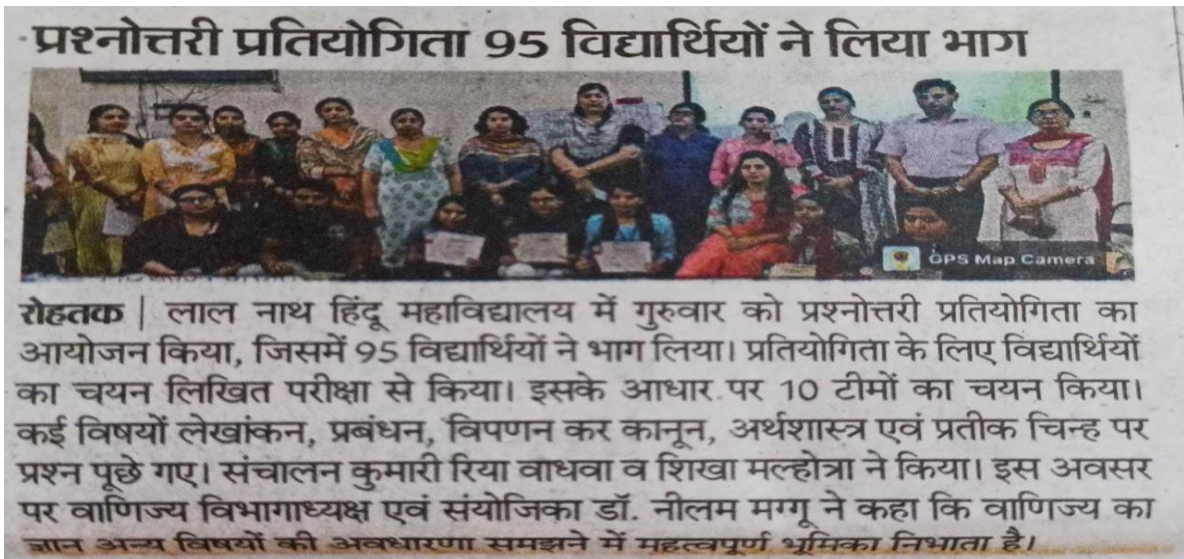 प्रश्नोत्तरी प्रतियोगिता 95 विद्यार्थियों ने लिया भाग
GPS Map Camera
रोहतक | लाल नाथ हिंदू महाविद्यालय में गुरुवार को प्रश्नोत्तरी प्रतियोगिता का
आयोजन किया, जिसमें 95 विद्यार्थियों ने भाग लिया। प्रतियोगिता के लिए विद्यार्थियों
का चयन लिखित परीक्षा से किया। इसके आधार पर 10 टीमों का चयन किया।
कई विषयों लेखांकन, प्रबंधन, विपणन कर कानून, अर्थशास्त्र एवं प्रतीक चिन्ह पर
प्रश्न पूछे गए। संचालन कुमारी रिया वाधवा व शिखा मल्होत्रा ने किया। इस अवसर
पर वाणिज्य विभागाध्यक्ष एवं संयोजिका डॉ. नीलम मग्गू ने कहा कि वाणिज्य का
ज्ञान अन्य विषयों की अवधारणा समझने में महत्वपूर्ण भूमिका निभाता है।